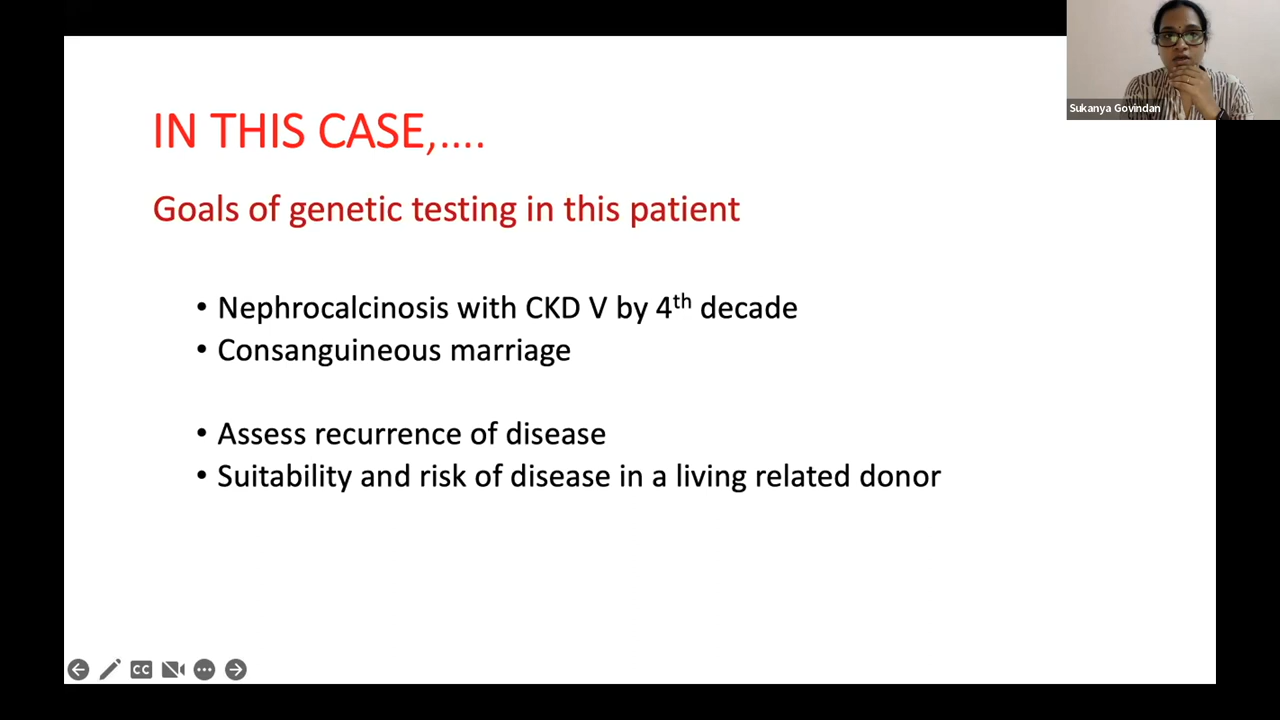 Sukanya Govindan
IN THIS CASE,....
Goals of genetic testing in this patient
• Nephrocalcinosis with CKD V by 4th decade
• Consanguineous marriage
• Assess recurrence of disease
• Suitability and risk of disease in a living related donor
CC